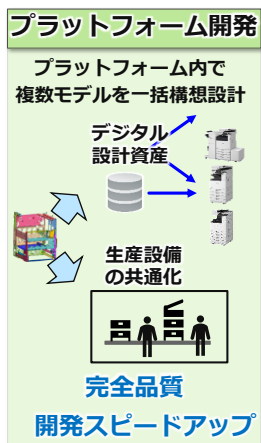 プラットフォーム開発
プラットフォーム内で
複数モデルを一括構想設計
デジタル
設計資産
生産設備
の共通化
完全品質
開発スピードアップ